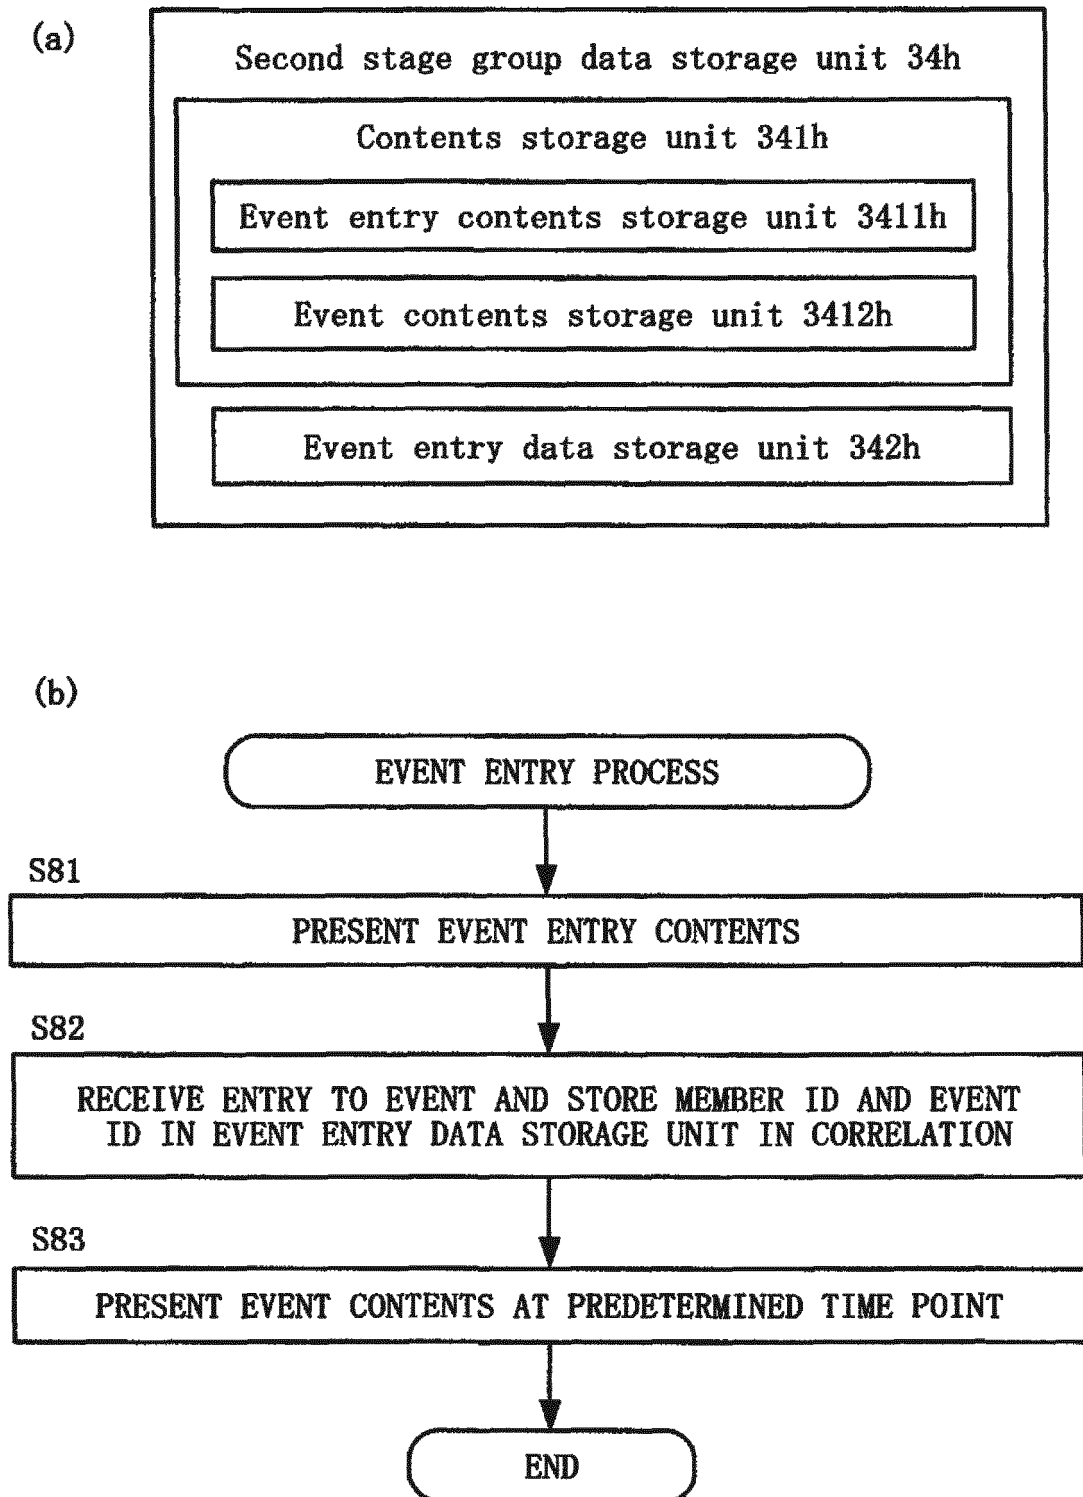 (a)
Second stage group data storage unit 34h
Contents storage unit 341h
Event entry contents storage unit 3411h
Event contents storage unit 3412h
Event entry data storage unit 342h
(b)
EVENT ENTRY PROCESS
S81
PRESENT EVENT ENTRY CONTENTS
S82
RECEIVE ENTRY TO EVENT AND STORE MEMBER ID AND EVENT
ID IN EVENT ENTRY DATA STORAGE UNIT IN CORRELATION
S83
PRESENT EVENT CONTENTS AT PREDETERMINED TIME POINT
END